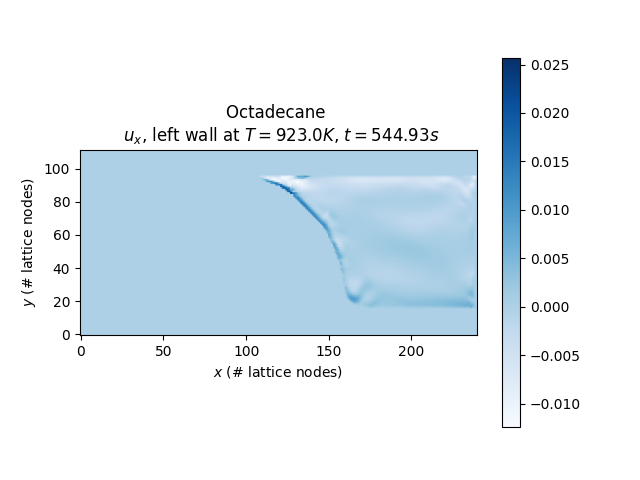 Octadecane
u_x, left wall at T = 923.0K, t = 544.93s
0.025
0.020
0.015
0.010
0.005
0.000
−0.005
−0.010
100
80
60
40
20
0
y (# lattice nodes)
0 50 100 150 200
x (# lattice nodes)